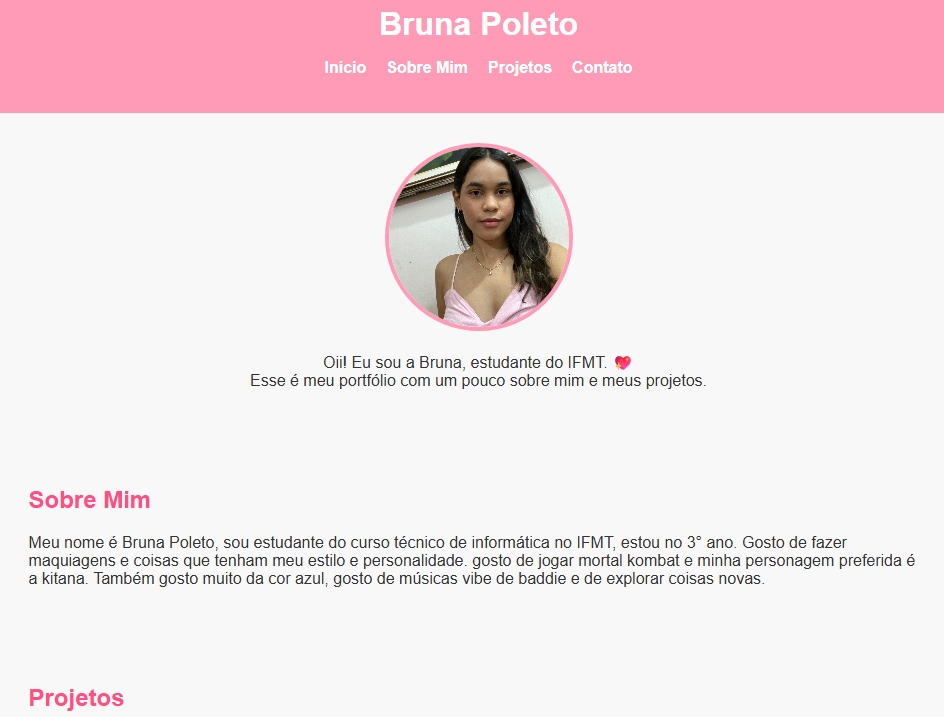 Bruna Poleto
Início Sobre Mim Projetos Contato
Oii! Eu sou a Bruna, estudante do IFMT. 💖
Esse é meu portfólio com um pouco sobre mim e meus projetos.
Sobre Mim
Meu nome é Bruna Poleto, sou estudante do curso técnico de informática no IFMT, estou no 3° ano. Gosto de fazer
maquiagens e coisas que tenham meu estilo e personalidade. gosto de jogar mortal kombat e minha personagem preferida é
a kitana. Também gosto muito da cor azul, gosto de músicas vibe de baddie e de explorar coisas novas.
Projetos